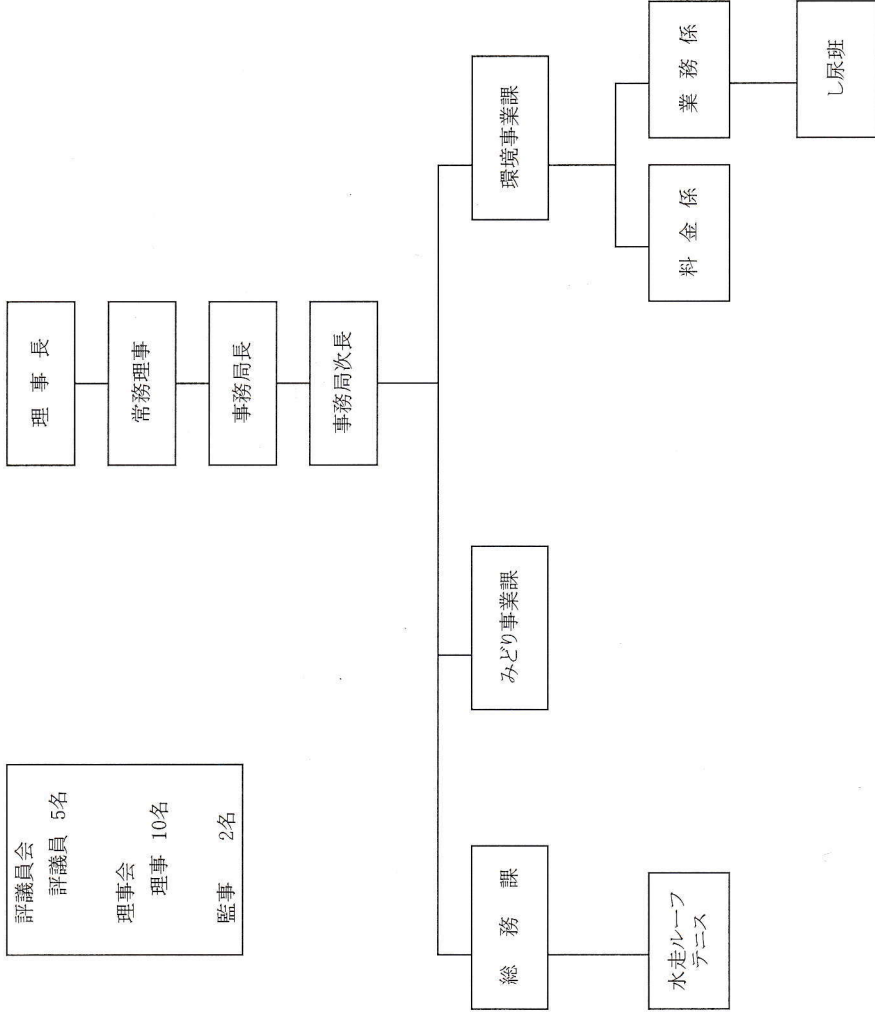 評議員会
評議員 5名
理事会
理事 10名
監事 2名
理 事 長
常務理事
事務局長
事務局次長
総 務 課
みどり事業課
環境事業課
水走ルーフ
テニス
料 金 係
業 務 係
し尿班